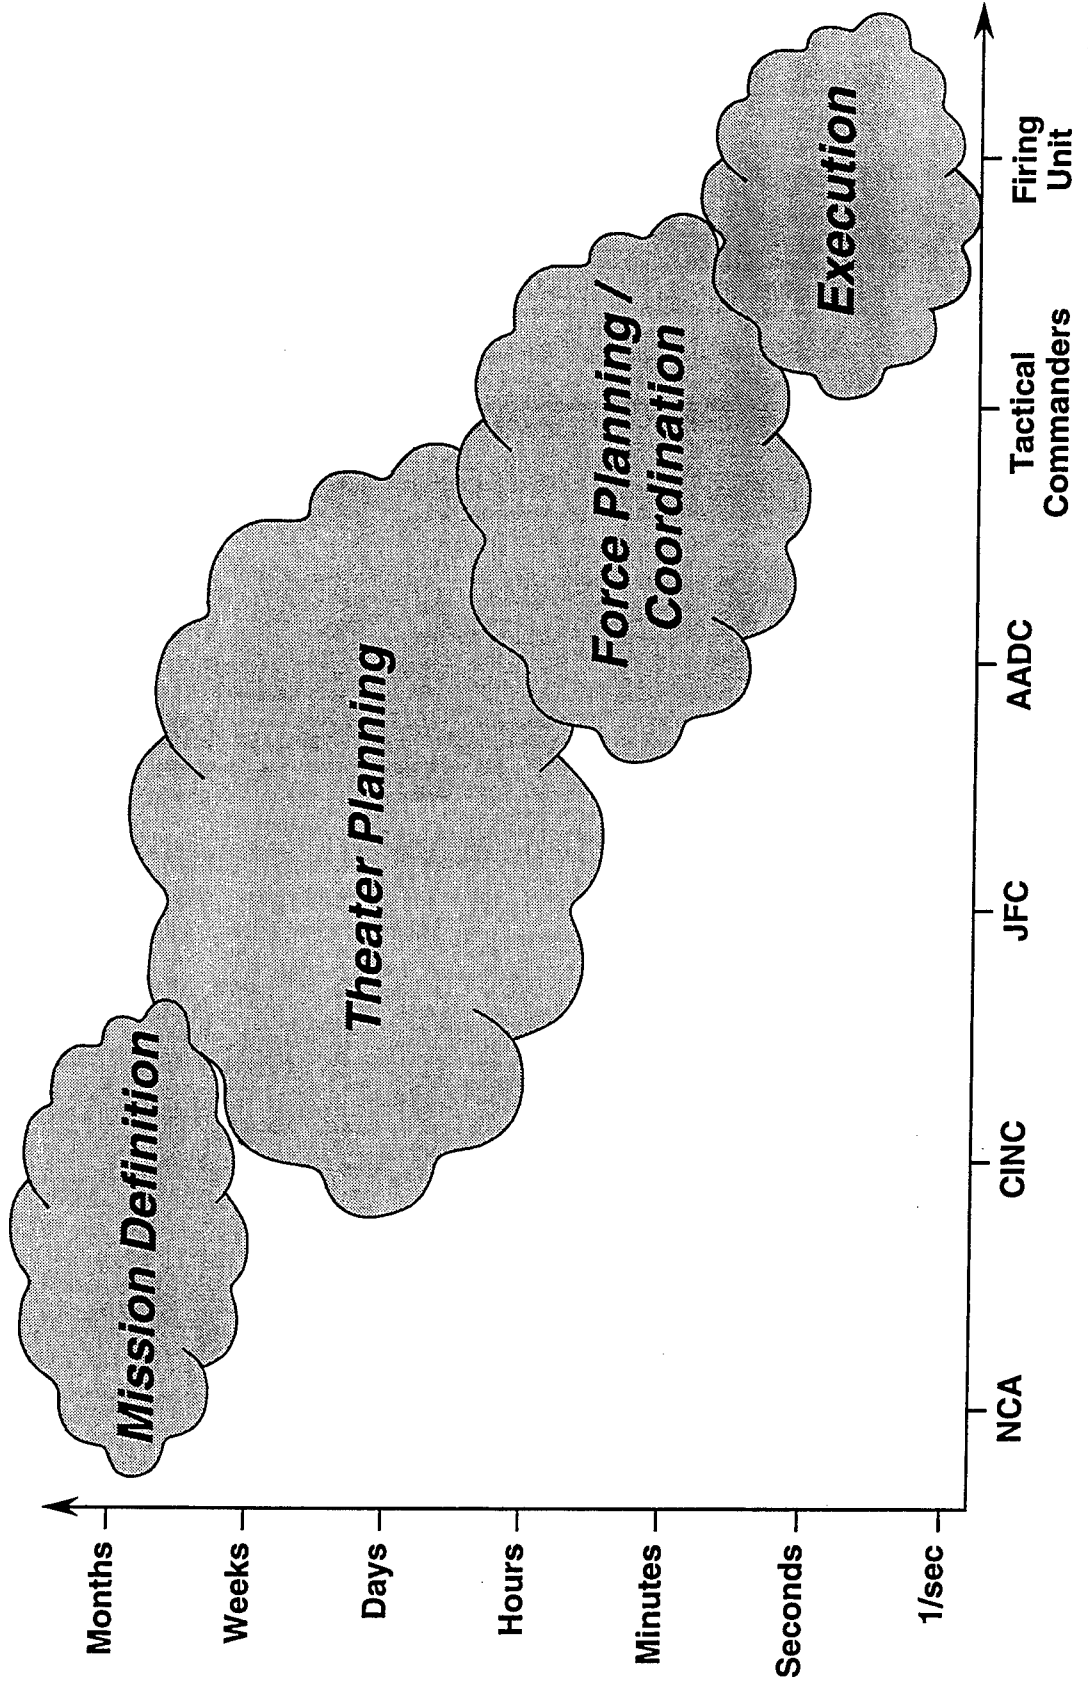 Months
Weeks
Days
Hours
Minutes
Seconds
1/sec
Mission Definition
Theater Planning
Force Planning /
Coordination
Execution
NCA
CINC
JFC
AADC
Tactical
Commanders
Firing
Unit